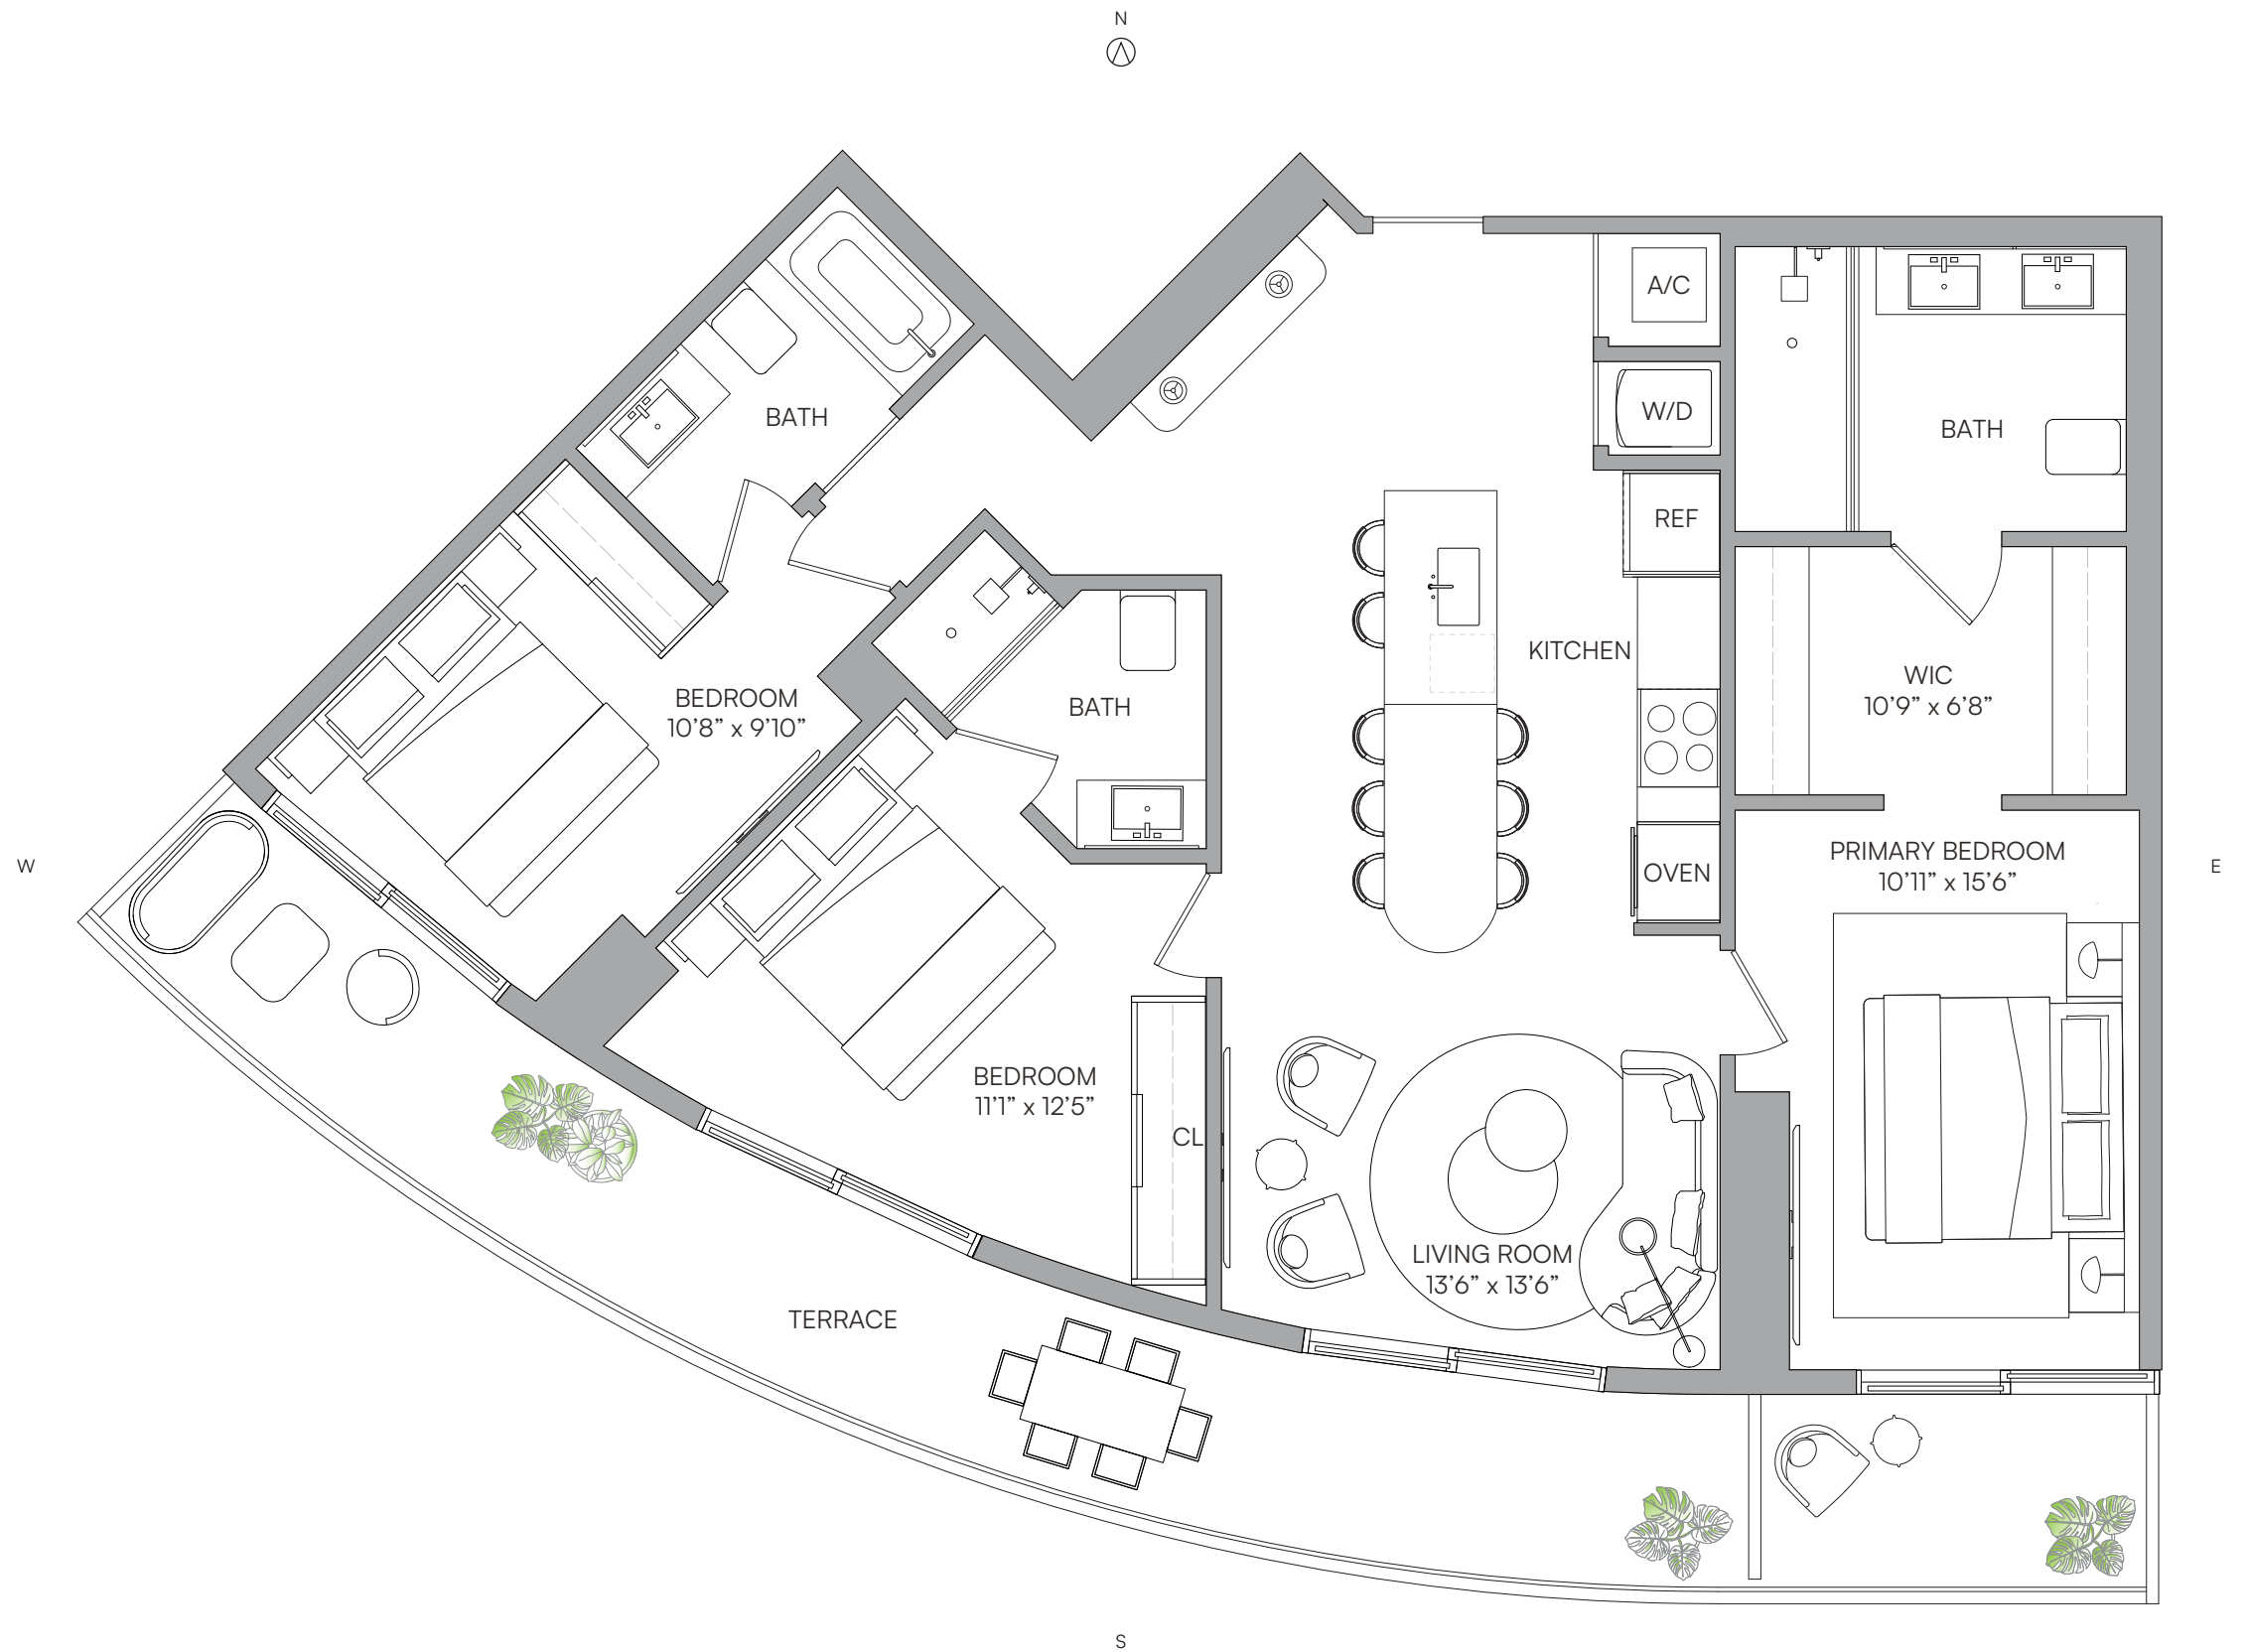 N
A/C
W/D
BATH
BATH
REF
KITCHEN
WIC
10’9” x 6’8”
BEDROOM
10’8” x 9’10”
BATH
W
E
PRIMARY BEDROOM
10’11” x 15’6”
OVEN
BEDROOM
11’1” x 12’5”
CL
LIVING ROOM
13’6” x 13’6”
TERRACE
S